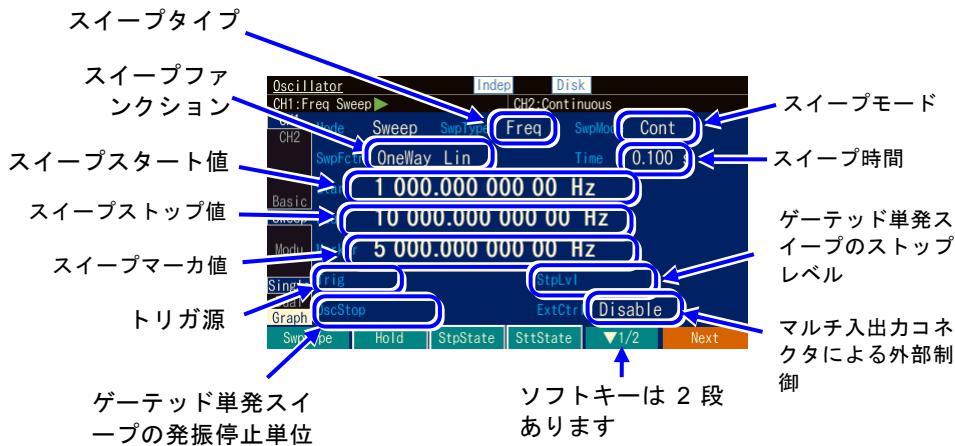 スイープタイプ
スイープファ
ンクション
スイープスタート値
スイープストップ値
スイープマーカ値
トリガ源
ゲーテッド単発スイ
ープの発振停止単位
Oscillator Indep Disk
CH1:Freq Sweep CH2:Continuous
CH2 Mode Sweep SwpType Freq SwpMod Cont
SwpFct OneWay Lin Time 0.100 s
1 000.000 000 00 Hz
Basic
10 000.000 000 00 Hz
Modu 5 000.000 000 00 Hz
Trig StpLvl
OscStop ExtCtr Disable
Graph
SwpType Hold StpState SttState ▼1/2 Next
スイープモード
スイープ時間
ゲーテッド単発ス
イープのストップ
レベル
マルチ入出力コネ
クタによる外部制
御
ソフトキーは 2 段
あります